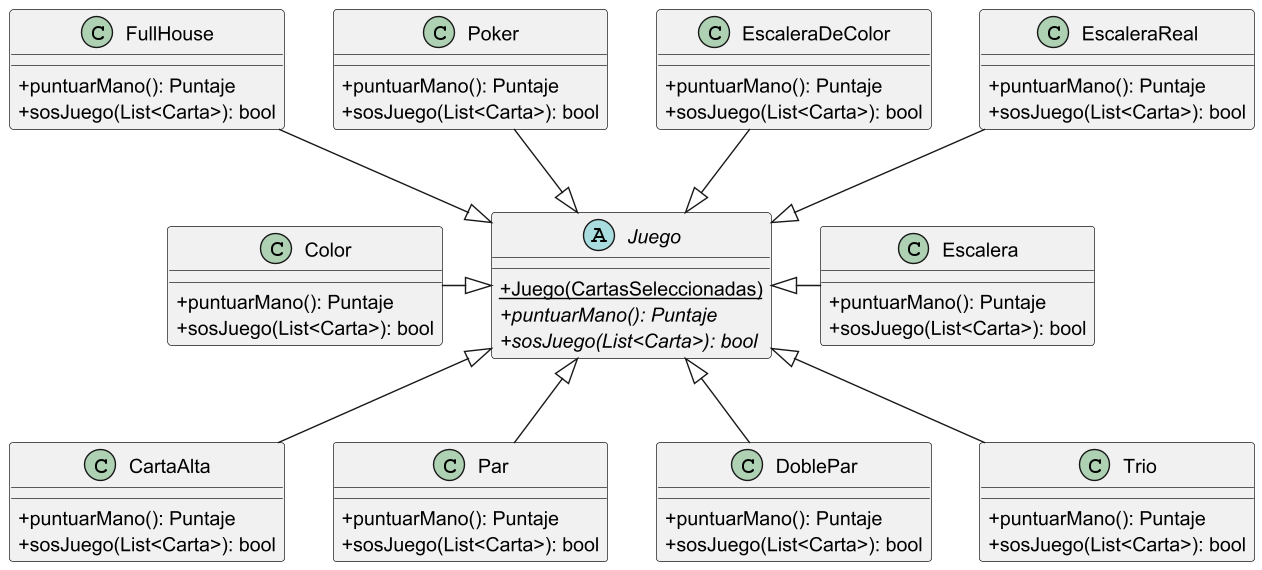 C FullHouse
+puntuarMano(): Puntaje
+sosJuego(List<Carta>): bool
C Poker
+puntuarMano(): Puntaje
+sosJuego(List<Carta>): bool
C EscaleraDeColor
+puntuarMano(): Puntaje
+sosJuego(List<Carta>): bool
C EscaleraReal
+puntuarMano(): Puntaje
+sosJuego(List<Carta>): bool
C Color
+puntuarMano(): Puntaje
+sosJuego(List<Carta>): bool
A Juego
+Juego(CartasSeleccionadas)
+puntuarMano(): Puntaje
+sosJuego(List<Carta>): bool
C Escalera
+puntuarMano(): Puntaje
+sosJuego(List<Carta>): bool
C CartaAlta
+puntuarMano(): Puntaje
+sosJuego(List<Carta>): bool
C Par
+puntuarMano(): Puntaje
+sosJuego(List<Carta>): bool
C DoblePar
+puntuarMano(): Puntaje
+sosJuego(List<Carta>): bool
C Trio
+puntuarMano(): Puntaje
+sosJuego(List<Carta>): bool